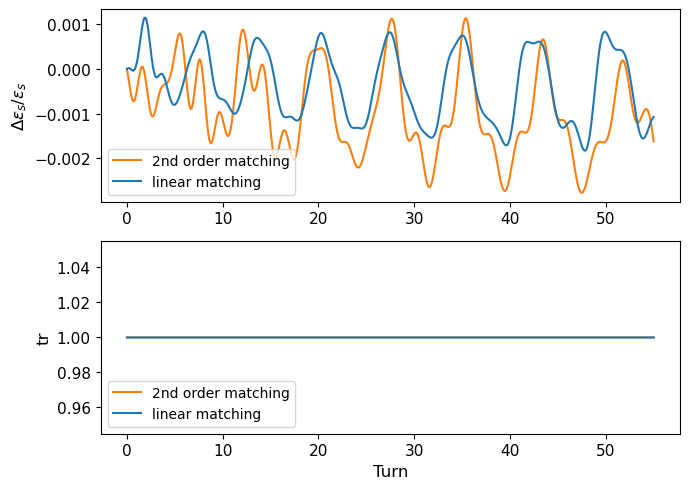 0.001
0.000
−0.001
−0.002
Δεs/εs
2nd order matching
linear matching
0 10 20 30 40 50
1.04
1.02
1.00
0.98
0.96
tr
2nd order matching
linear matching
0 10 20 30 40 50
Turn